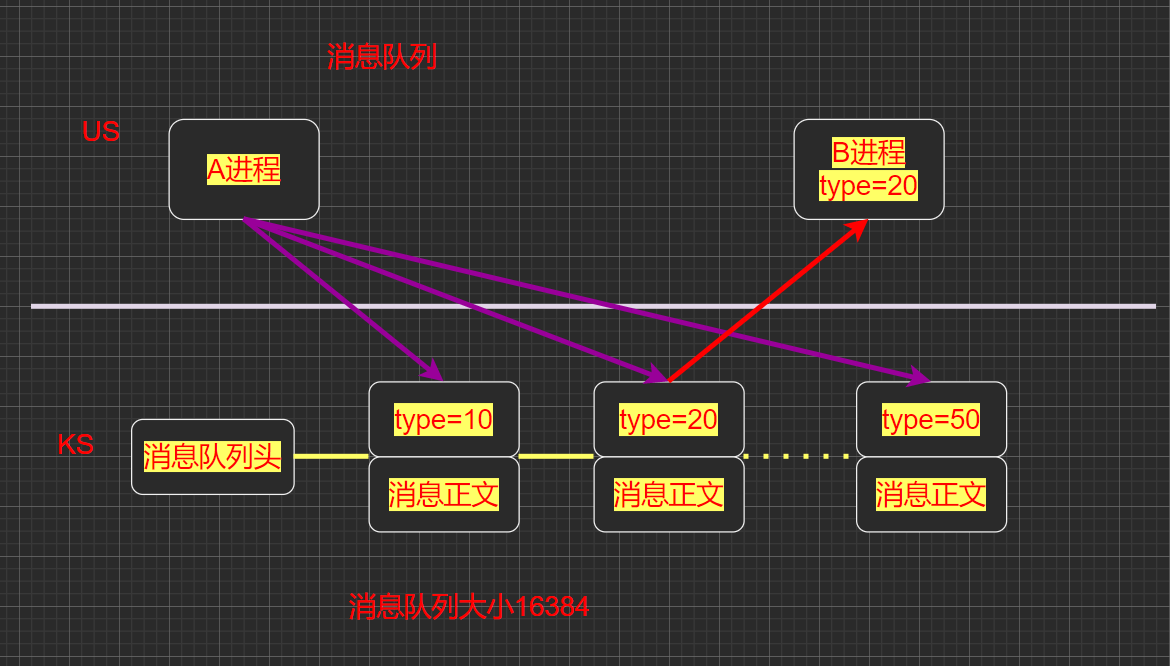 消息队列
US
A进程
B进程
type=20
KS
消息队列头
type=10
消息正文
type=20
消息正文
type=50
消息正文
消息队列大小16384